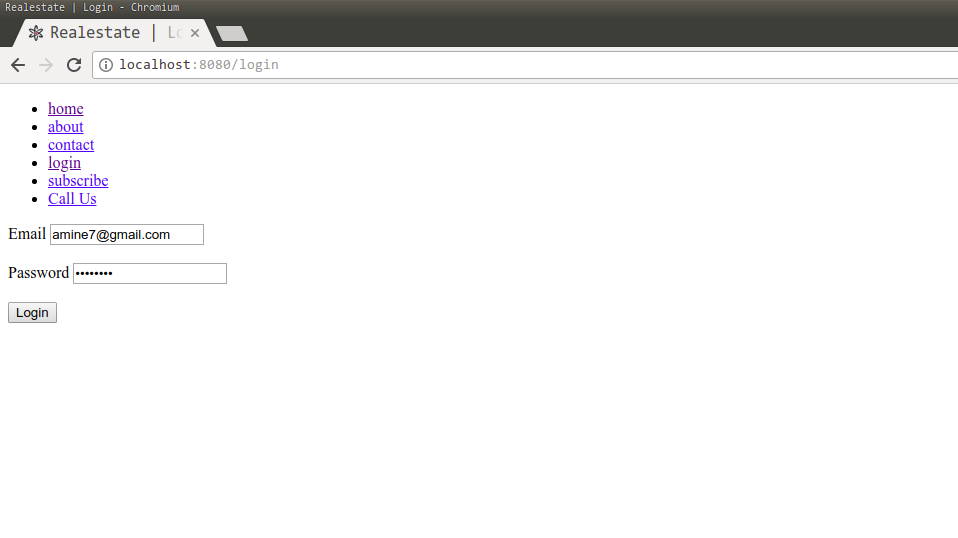 Realestate | Login - Chromium
Realestate | Lo
localhost:8080/login
home
about
contact
login
subscribe
Call Us
Email amine7@gmail.com
Password ••••••••
Login